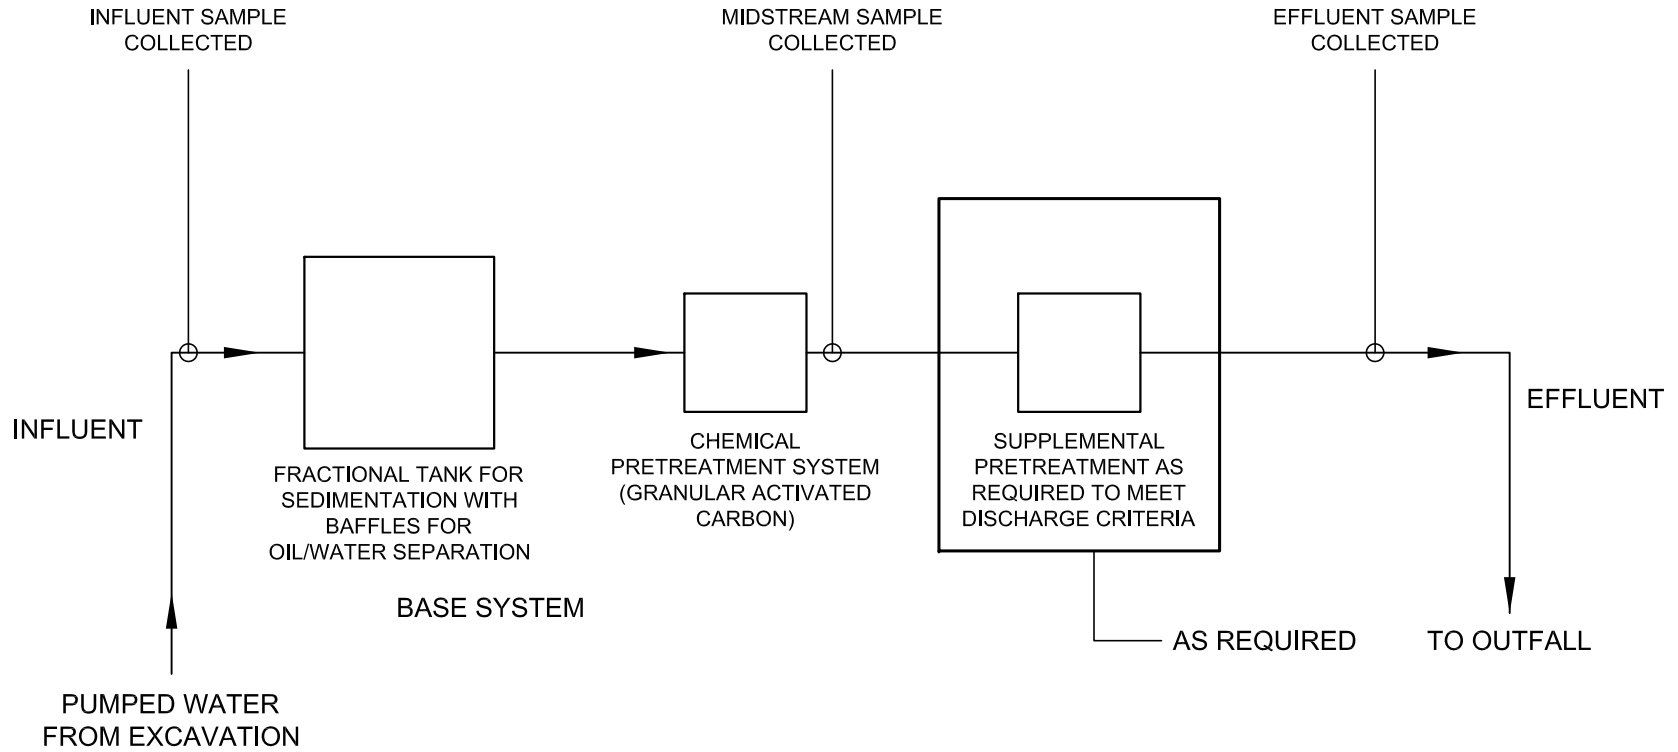 INFLUENT SAMPLE
COLLECTED
MIDSTREAM SAMPLE
COLLECTED
EFFLUENT SAMPLE
COLLECTED
INFLUENT
EFFLUENT
FRACTIONAL TANK FOR
SEDIMENTATION WITH
BAFFLES FOR
OIL/WATER SEPARATION
CHEMICAL
PRETREATMENT SYSTEM
(GRANULAR ACTIVATED
CARBON)
SUPPLEMENTAL
PRETREATMENT AS
REQUIRED TO MEET
DISCHARGE CRITERIA
BASE SYSTEM
AS REQUIRED
TO OUTFALL
PUMPED WATER
FROM EXCAVATION